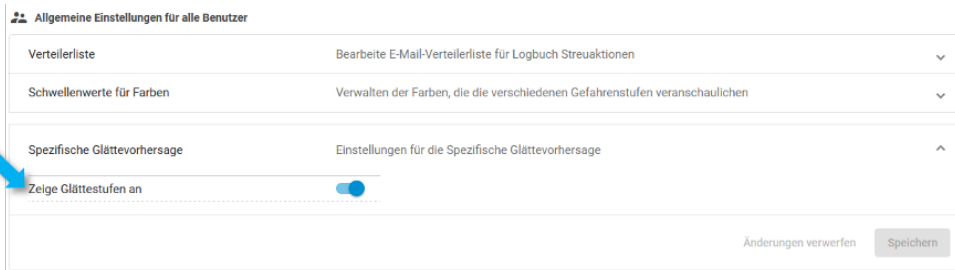 Allgemeine Einstellungen für alle Benutzer
Verteilerliste Bearbeite E-Mail-Verteilerliste für Logbuch Streuaktionen
Schwellenwerte für Farben Verwalten der Farben, die die verschiedenen Gefahrenstufen veranschaulichen
Spezifische Glättevorhersage Einstellungen für die Spezifische Glättevorhersage
Zeige Glättestufen an
Änderungen verwerfen Speichern